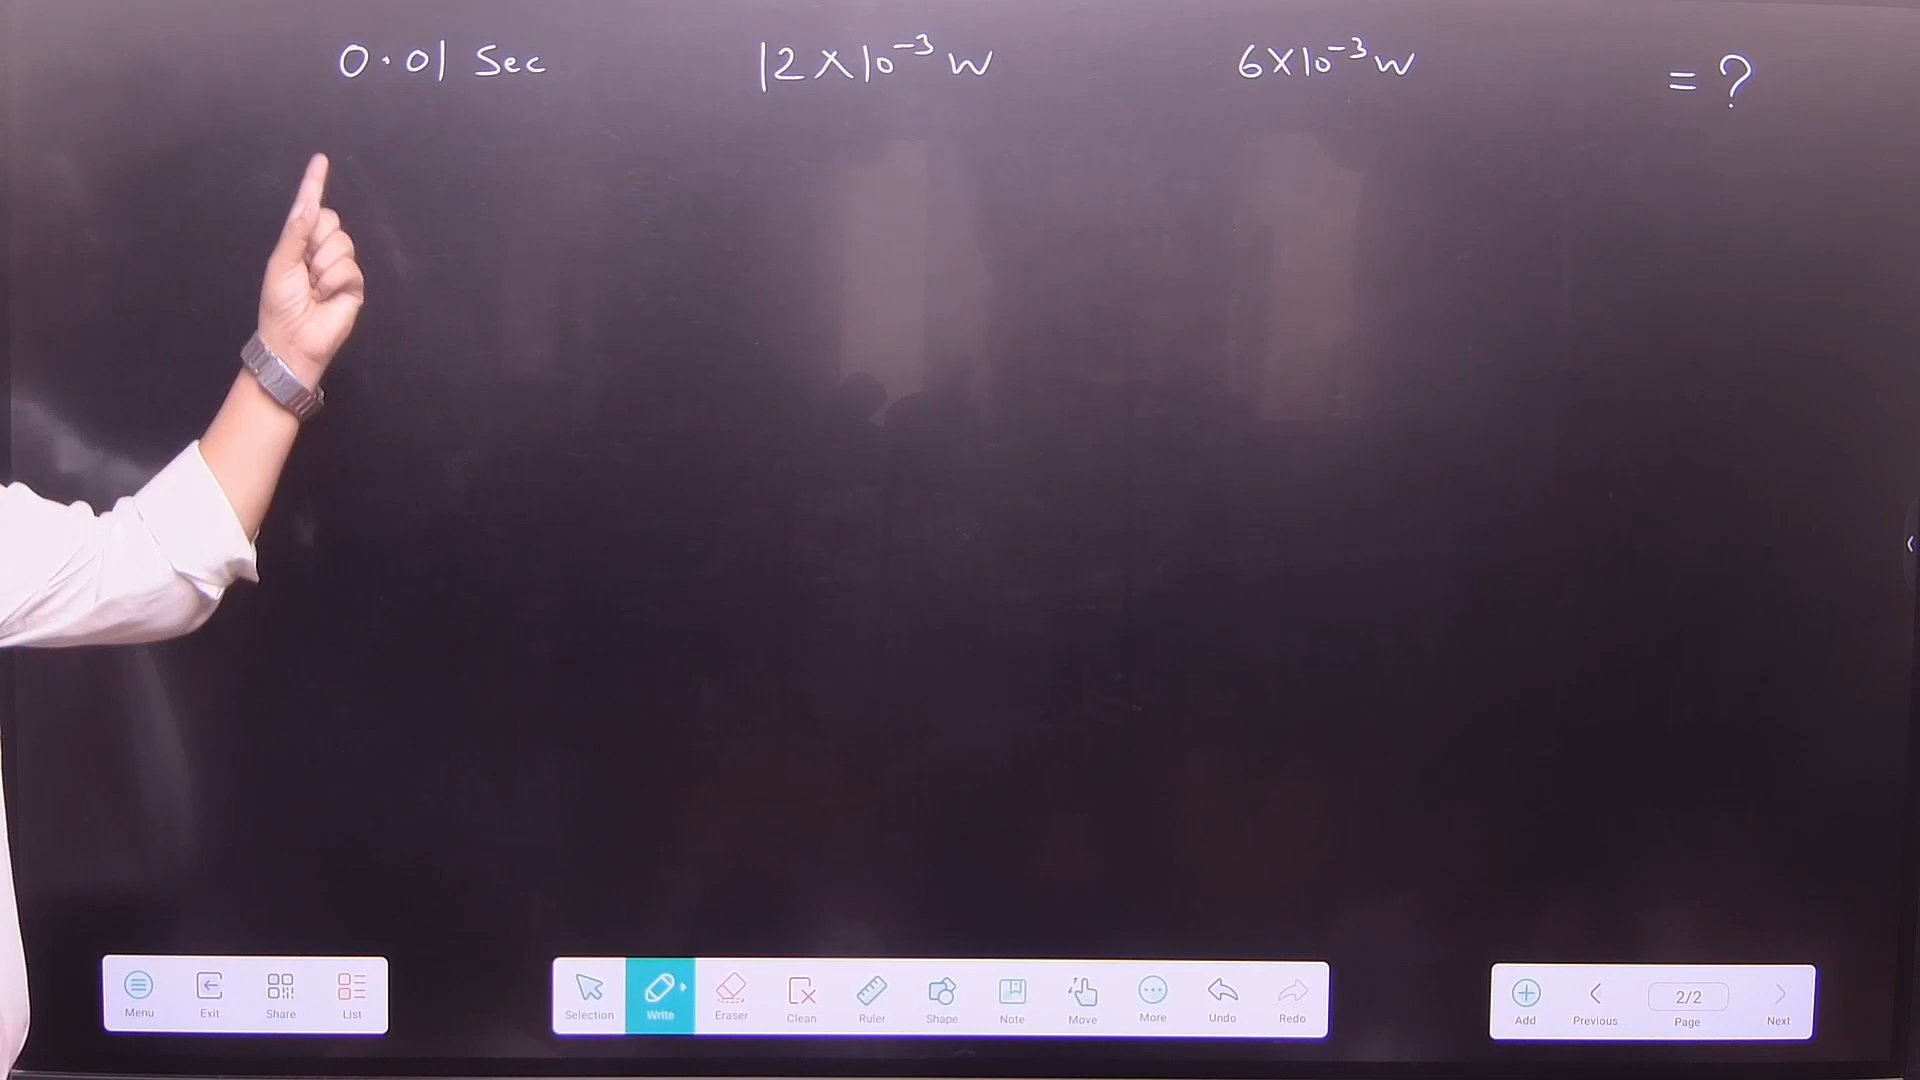 0.01 Sec 12×10⁻³ W 6×10⁻³ W = ?
Menu Exit Share List
Selection Write Eraser Clean Ruler Shape Note Move More Undo Redo
Add Previous 2/2 Page Next